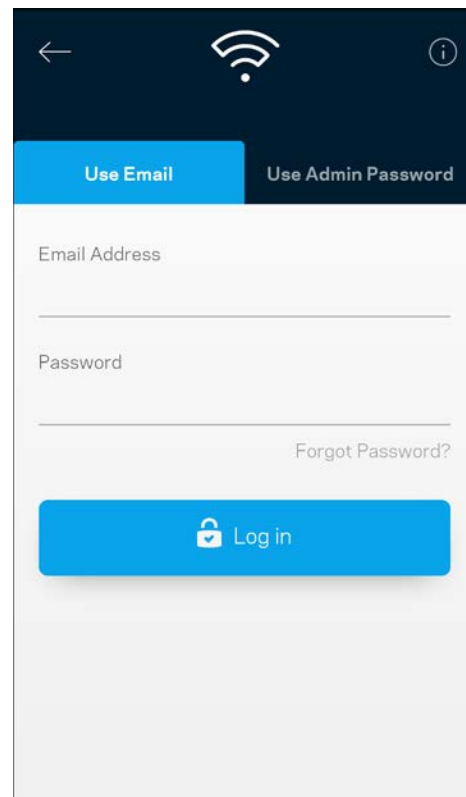 Use Email
Use Admin Password
Email Address
Password
Forgot Password?
Log in